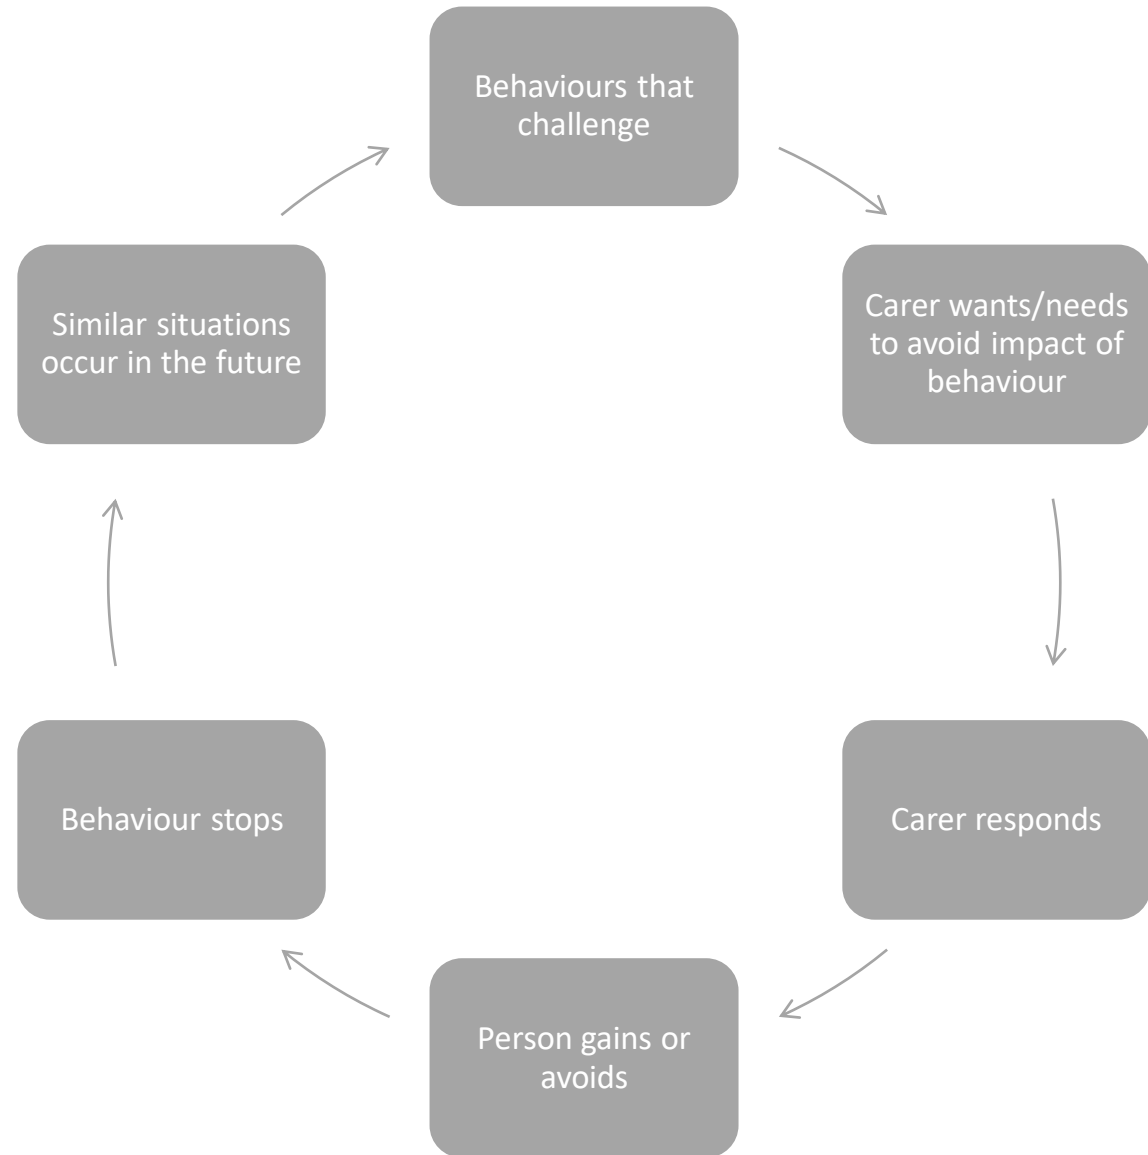 Behaviours that
challenge
Carer wants/needs
to avoid impact of
behaviour
Carer responds
Person gains or
avoids
Behaviour stops
Similar situations
occur in the future